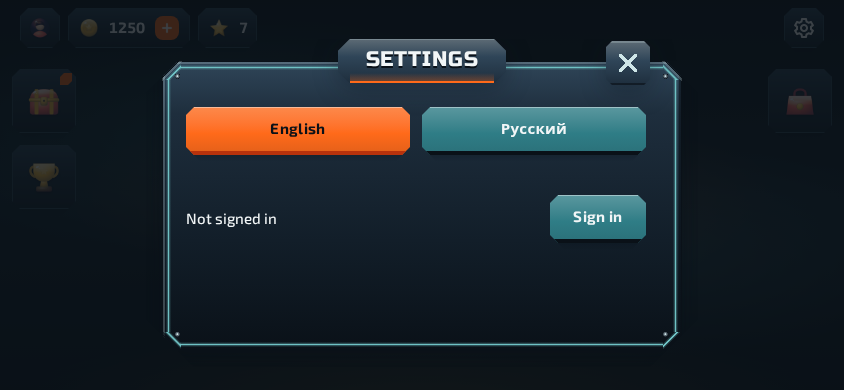 1250
7
SETTINGS
English
Русский
Not signed in
Sign in